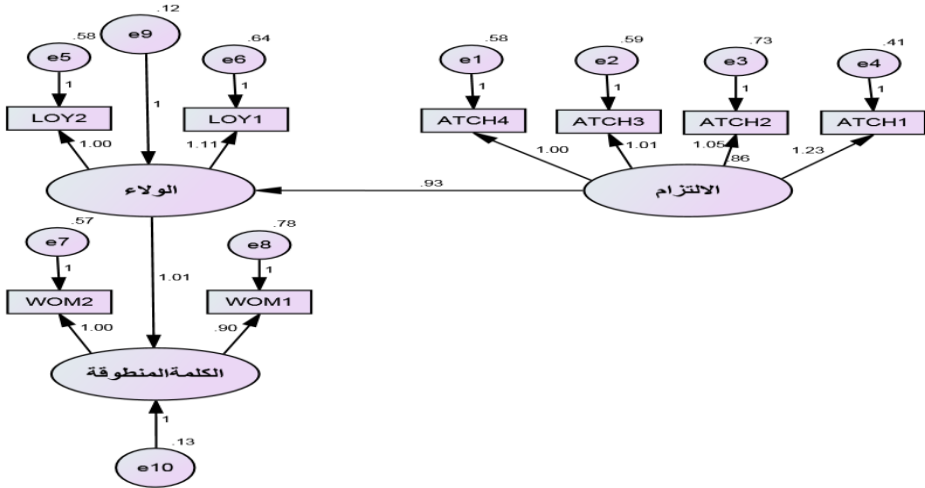 .12
.58 e9 .64 .58 .59 .73 .41
e5 e6 e1 e2 e3 e4
1 1 1 1 1 1 1
LOY2 LOY1 ATCH4 ATCH3 ATCH2 ATCH1
1.00 1.11 1.00 1.01 1.05 .86 1.23
الولاء .93 الالتزام
.57 .78
e7 e8
1 1.01 1
WOM2 WOM1
1.00 .90
الكلمةالمنطوقة
1
.13
e10